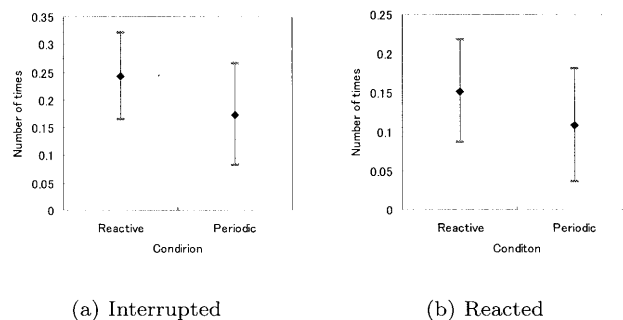 0.35
0.3
0.25
0.2
0.15
0.1
0.05
0
Number of times
Reactive Periodic
Condirion
(a) Interrupted
0.25
0.2
0.15
0.1
0.05
0
Number of times
Reactive Periodic
Conditon
(b) Reacted